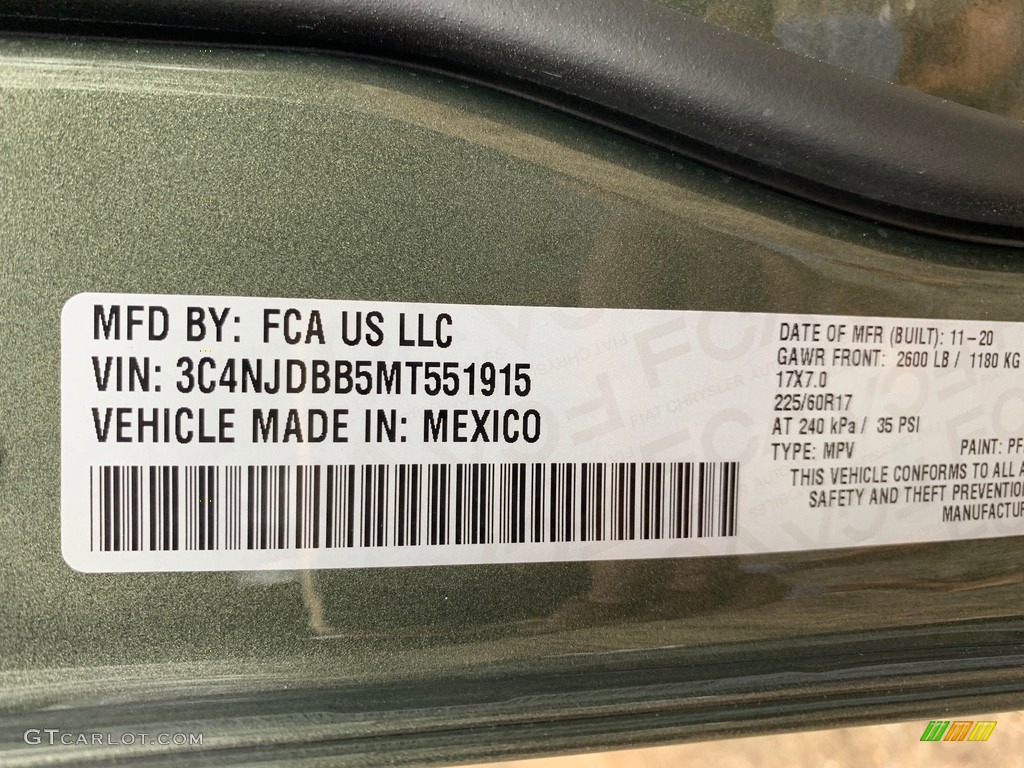 MFD BY: FCA US LLC
VIN: 3C4NJDBB5MT551915
VEHICLE MADE IN: MEXICO
DATE OF MFR (BUILT): 11-20
GAWR FRONT: 2600 LB / 1180 KG
17X7.0
225/60R17
AT 240 kPa / 35 PSI
TYPE: MPV PAINT: PF
THIS VEHICLE CONFORMS TO ALL A
SAFETY AND THEFT PREVENTIO
MANUFACTUR
GTCarlot.com